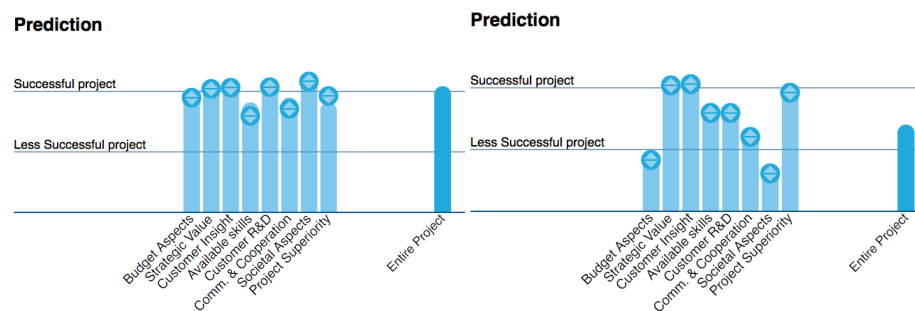 Prediction
Successful project
Less Successful project
Budget Aspects
Strategic Value
Customer Insight
Available skills
Customer R&D
Comm. & Cooperation
Societal Aspects
Project Superiority
Entire Project
Prediction
Successful project
Less Successful project
Budget Aspects
Strategic Value
Customer Insight
Available skills
Customer R&D
Comm. & Cooperation
Societal Aspects
Project Superiority
Entire Project